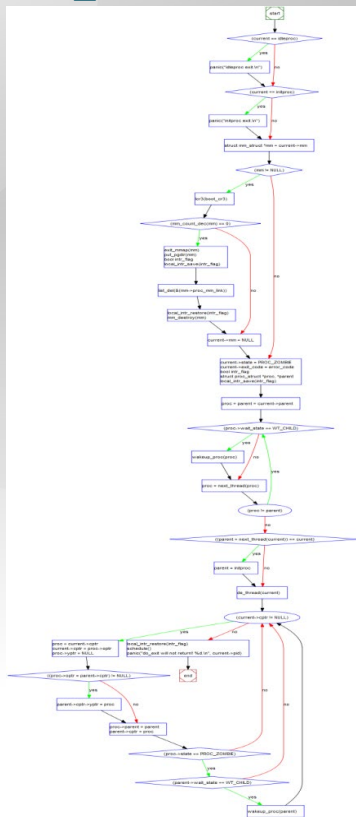 start
(current == idleproc)
yes
no
panic("idleproc exit.\n")
(current == initproc)
yes
no
panic("initproc exit.\n")
struct mm_struct *mm = current->mm
(mm != NULL)
yes
lcr3(boot_cr3)
no
(mm_count_dec(mm) == 0)
yes
no
exit_mmap(mm)
put_pgdir(mm)
bool intr_flag
local_intr_save(intr_flag)
list_del(&(mm->proc_mm_link))
local_intr_restore(intr_flag)
mm_destroy(mm)
current->mm = NULL
current->state = PROC_ZOMBIE
current->exit_code = error_code
bool intr_flag
struct proc_struct *proc, *parent
local_intr_save(intr_flag)
proc = parent = current->parent
(proc->wait_state == WT_CHILD)
yes
wakeup_proc(proc)
no
yes
proc = next_thread(proc)
(proc != parent)
no
((parent = next_thread(current)) == current)
yes
parent = initproc
no
de_thread(current)
(current->cptr != NULL)
yes
no
proc = current->cptr
current->cptr = proc->optr
proc->yptr = NULL
local_intr_restore(intr_flag)
schedule()
panic("do_exit will not return!! %d.\n", current->pid)
((proc->optr = parent->cptr) != NULL)
end
yes
no
no
no
parent->cptr->yptr = proc
proc->parent = parent
parent->cptr = proc
(proc->state == PROC_ZOMBIE)
yes
(parent->wait_state == WT_CHILD)
yes
wakeup_proc(parent)